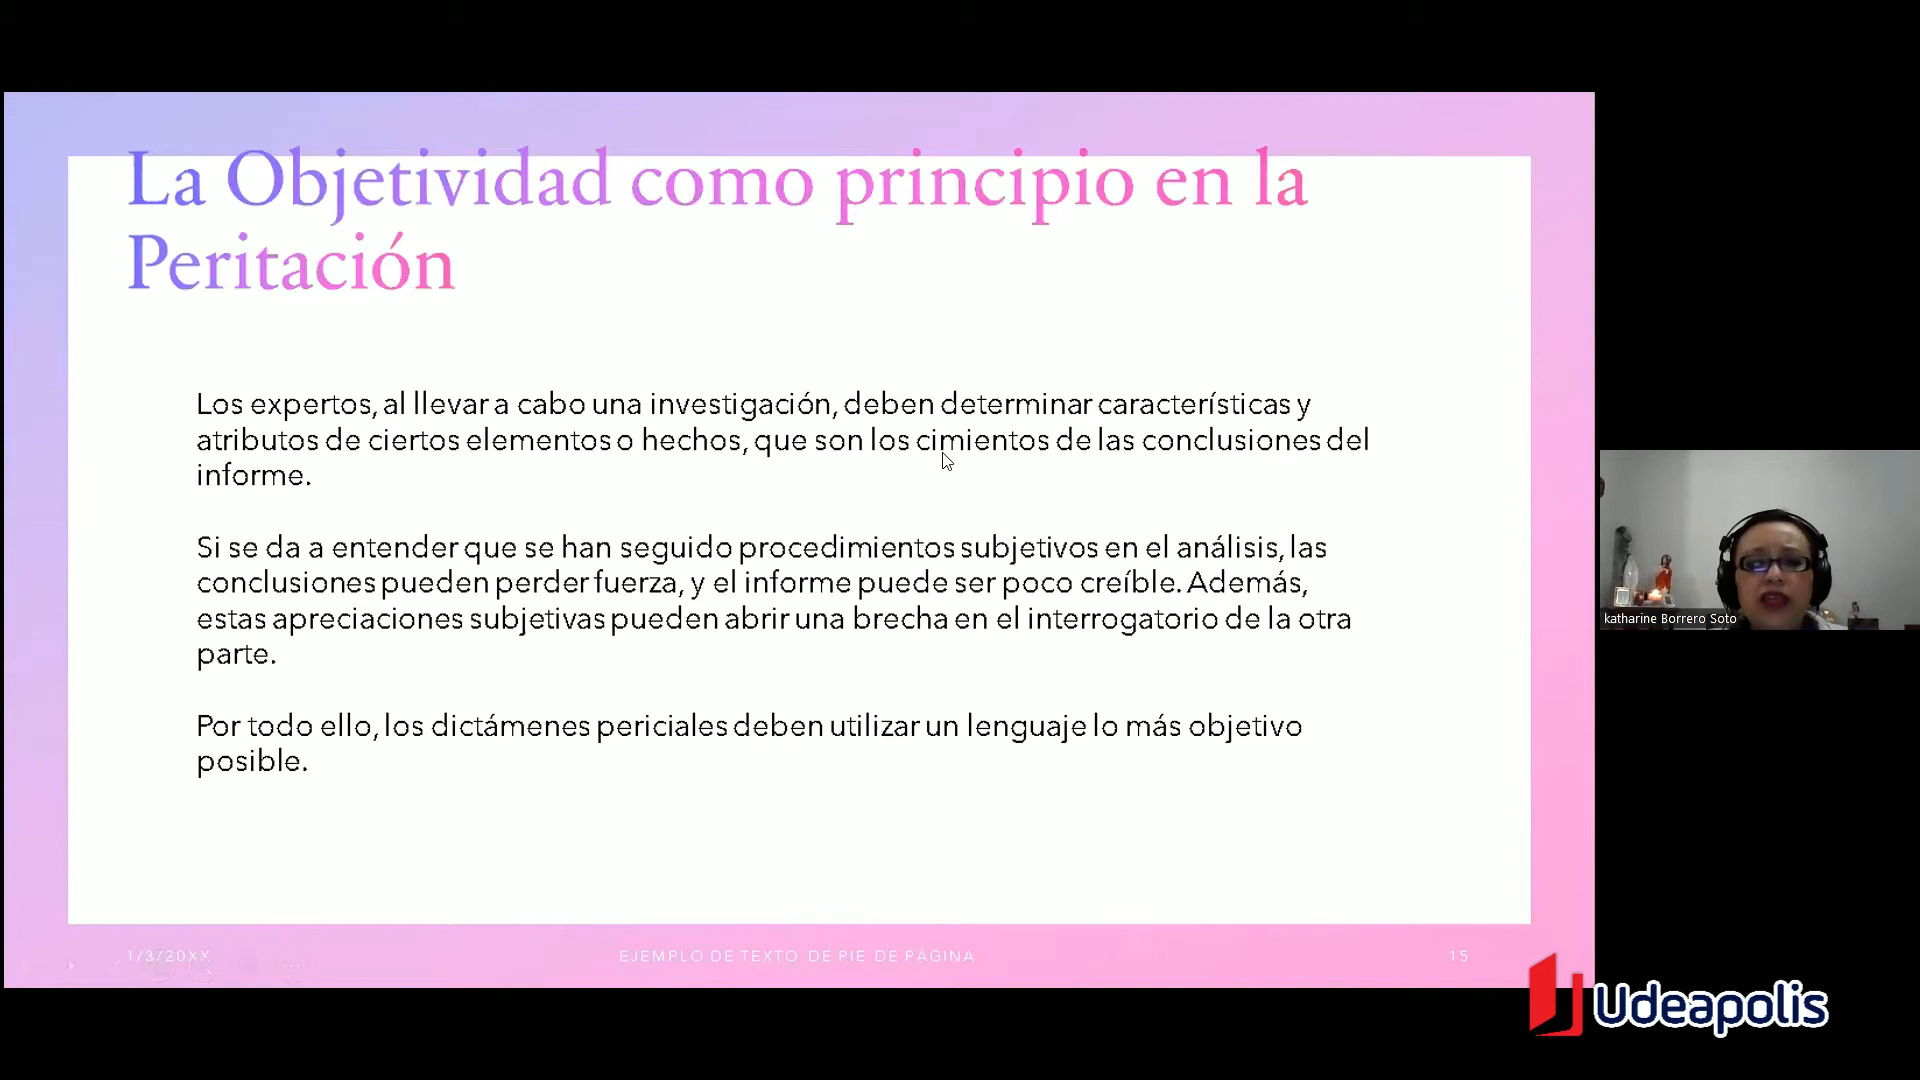 La Objetividad como principio en la
Peritación
Los expertos, al llevar a cabo una investigación, deben determinar características y
atributos de ciertos elementos o hechos, que son los cimientos de las conclusiones del
informe.
Si se da a entender que se han seguido procedimientos subjetivos en el análisis, las
conclusiones pueden perder fuerza, y el informe puede ser poco creíble. Además,
estas apreciaciones subjetivas pueden abrir una brecha en el interrogatorio de la otra
parte.
Por todo ello, los dictámenes periciales deben utilizar un lenguaje lo más objetivo
posible.
katharine Borrero Soto
1/3/20XX
EJEMPLO DE TEXTO DE PIE DE PÁGINA
15
Udeapolis